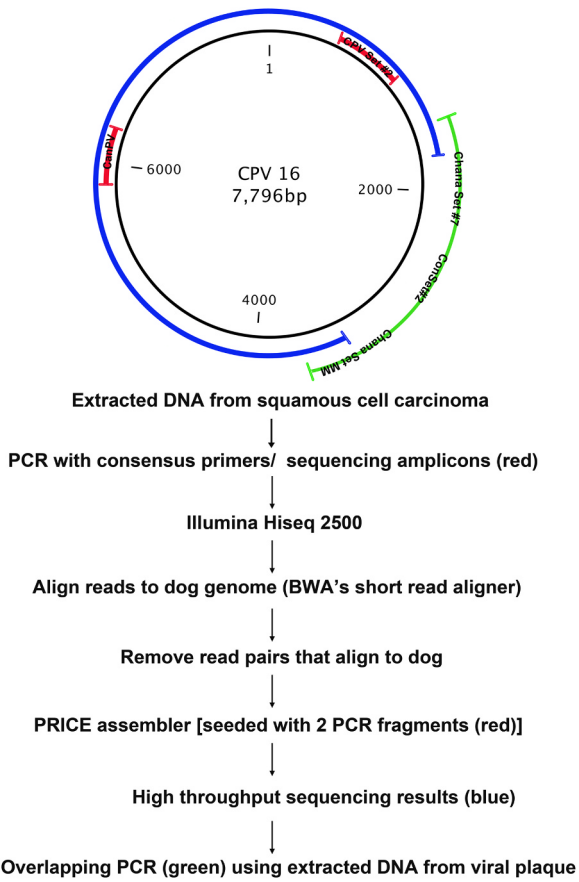 CPV Set #2
1
CanPV
6000
CPV 16
7,796bp
2000
Chana Set #7
ConSet#2
4000
Chana Set MM
Extracted DNA from squamous cell carcinoma
PCR with consensus primers/ sequencing amplicons (red)
Illumina Hiseq 2500
Align reads to dog genome (BWA's short read aligner)
Remove read pairs that align to dog
PRICE assembler [seeded with 2 PCR fragments (red)]
High throughput sequencing results (blue)
Overlapping PCR (green) using extracted DNA from viral plaque